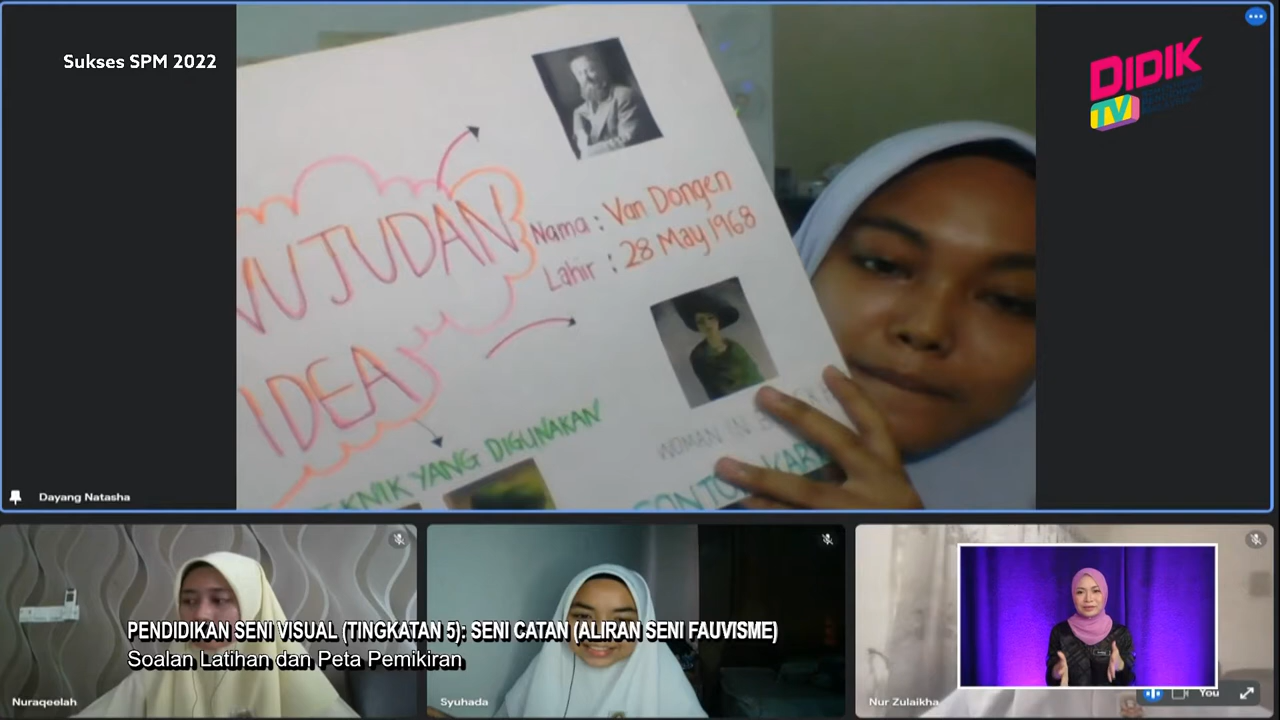 Sukses SPM 2022
DIDIK
TV
WUJUDAN
IDEA
Nama : Van Dongen
Lahir : 28 May 1968
TEKNIK YANG DIGUNAKAN
WOMAN IN
CONTOH
Dayang Natasha
PENDIDIKAN SENI VISUAL (TINGKATAN 5): SENI CATAN (ALIRAN SENI FAUVISME)
Soalan Latihan dan Peta Pemikiran
Nuraqeelah
Syuhada
Nur Zulaikha
You